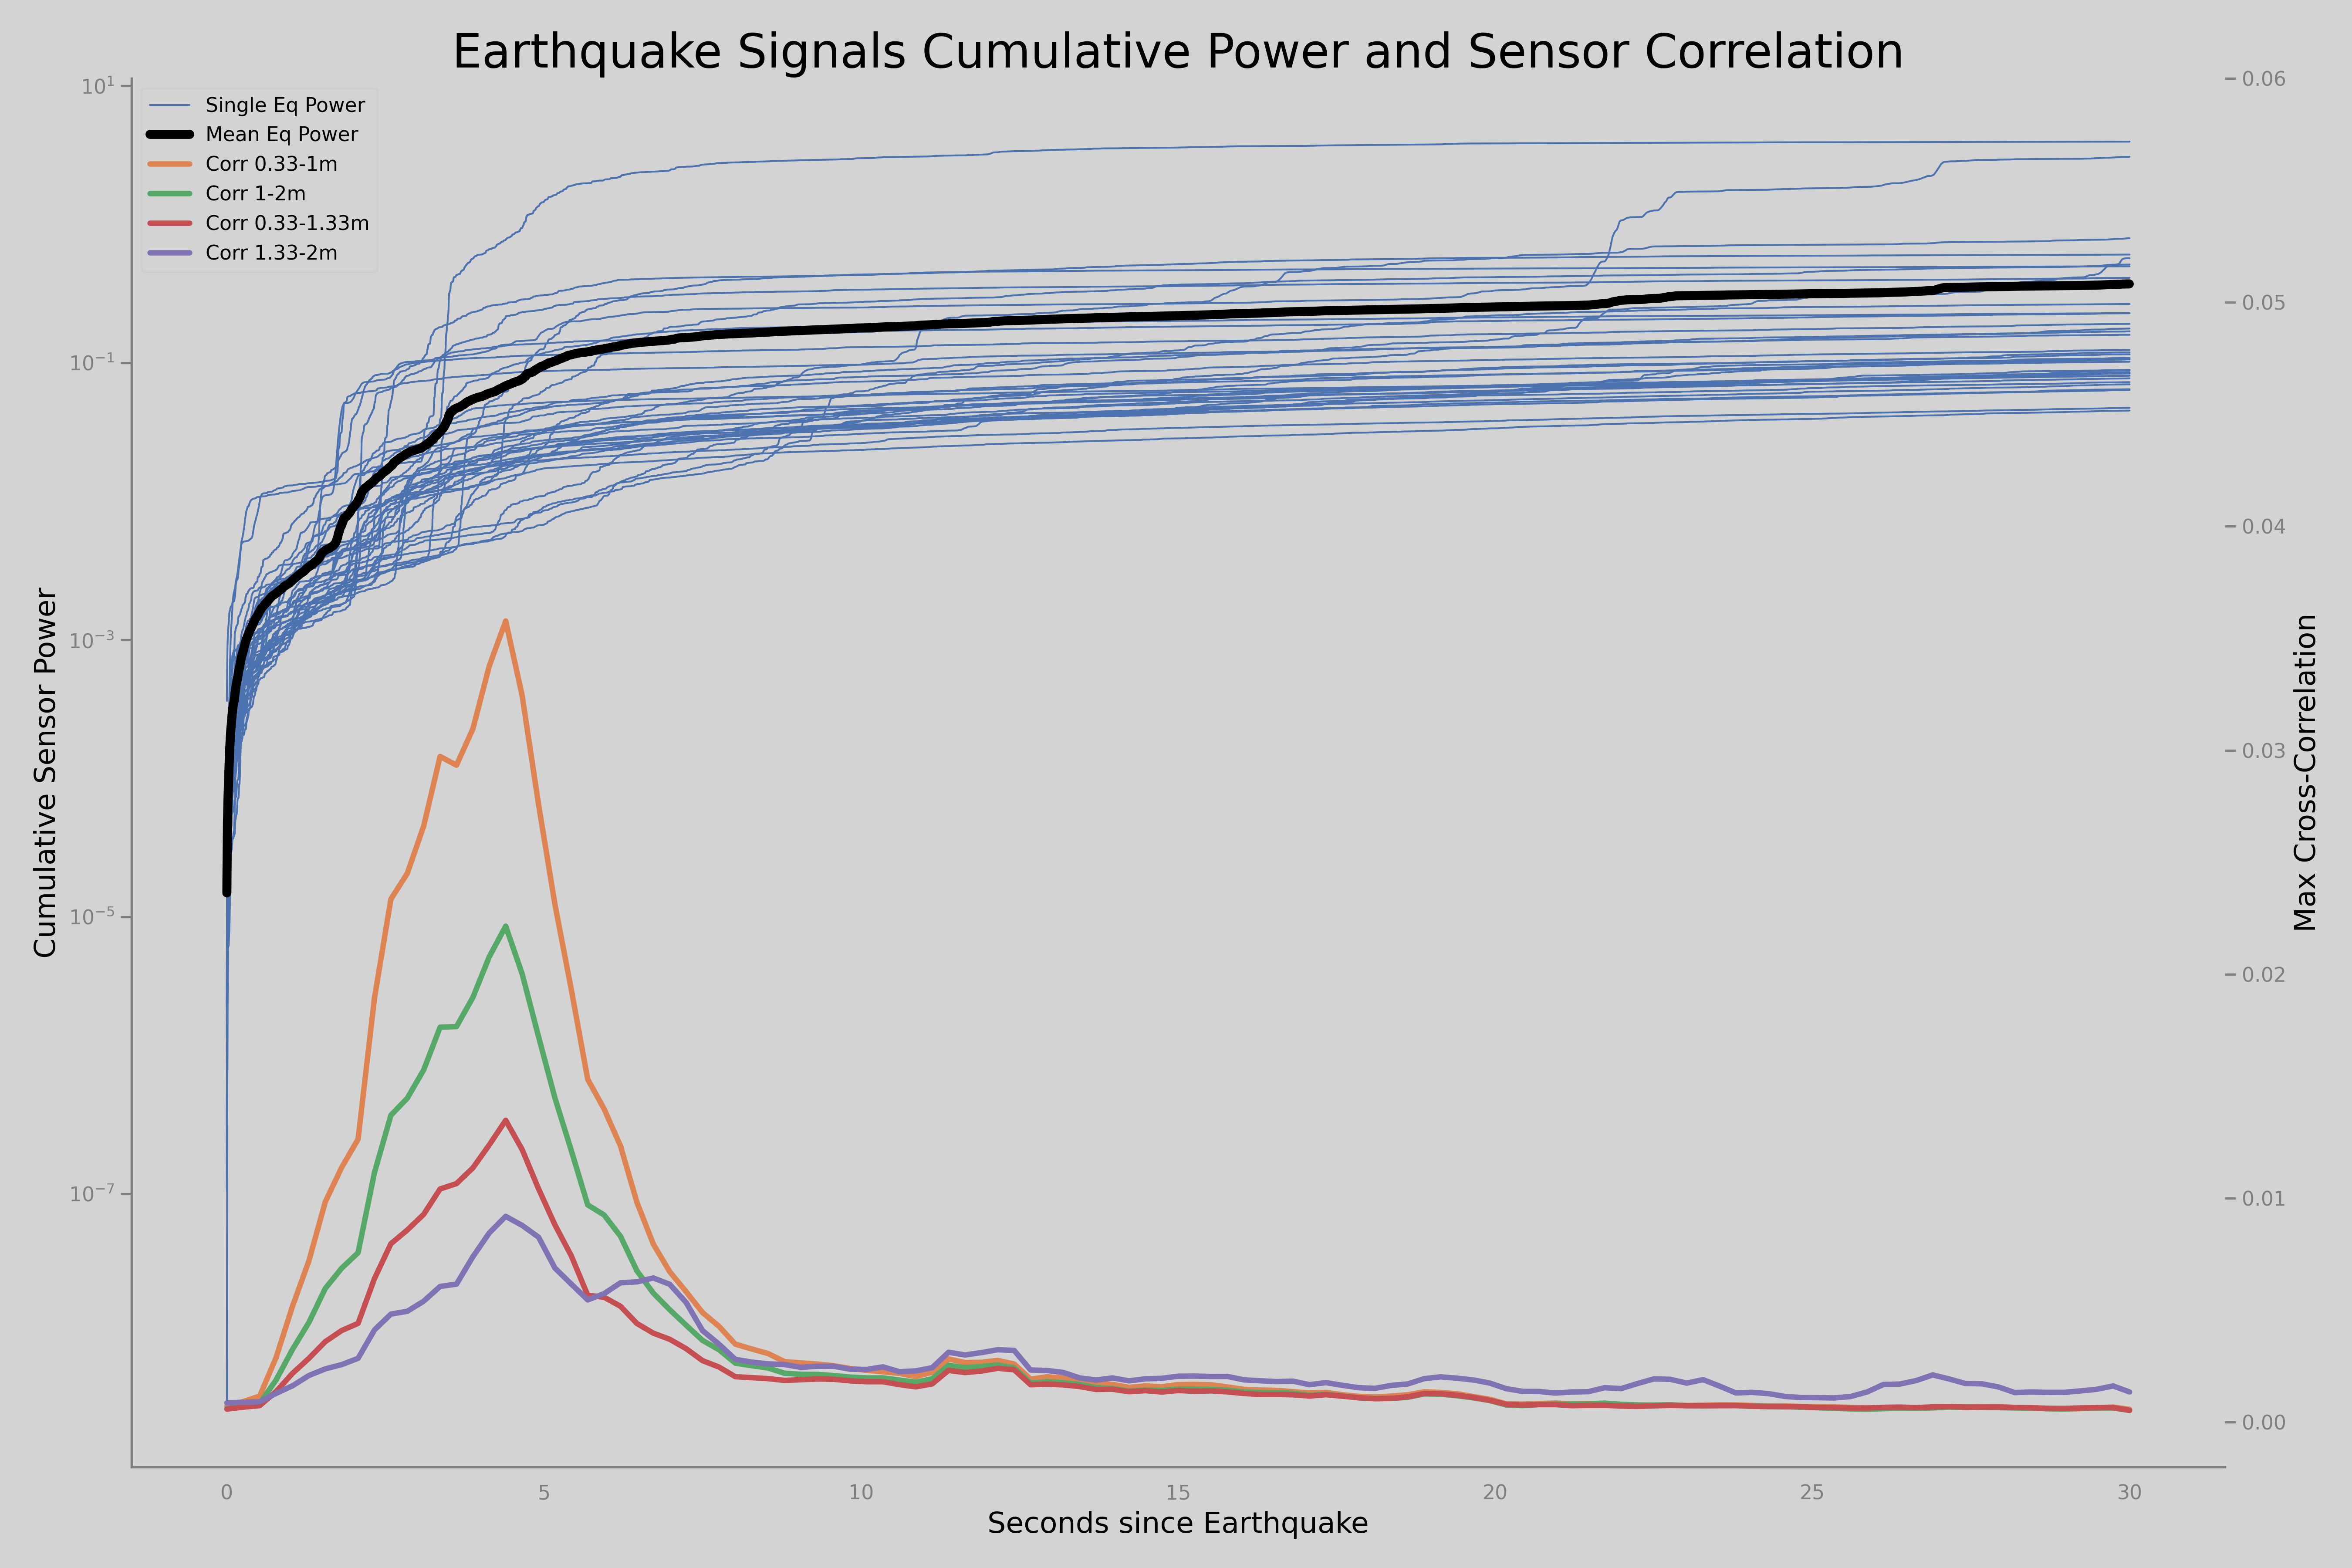 Earthquake Signals Cumulative Power and Sensor Correlation
10¹
10⁻¹
10⁻³
10⁻⁵
10⁻⁷
Cumulative Sensor Power
Single Eq Power
Mean Eq Power
Corr 0.33-1m
Corr 1-2m
Corr 0.33-1.33m
Corr 1.33-2m
0.06
0.05
0.04
0.03
0.02
0.01
0.00
Max Cross-Correlation
0 5 10 15 20 25 30
Seconds since Earthquake